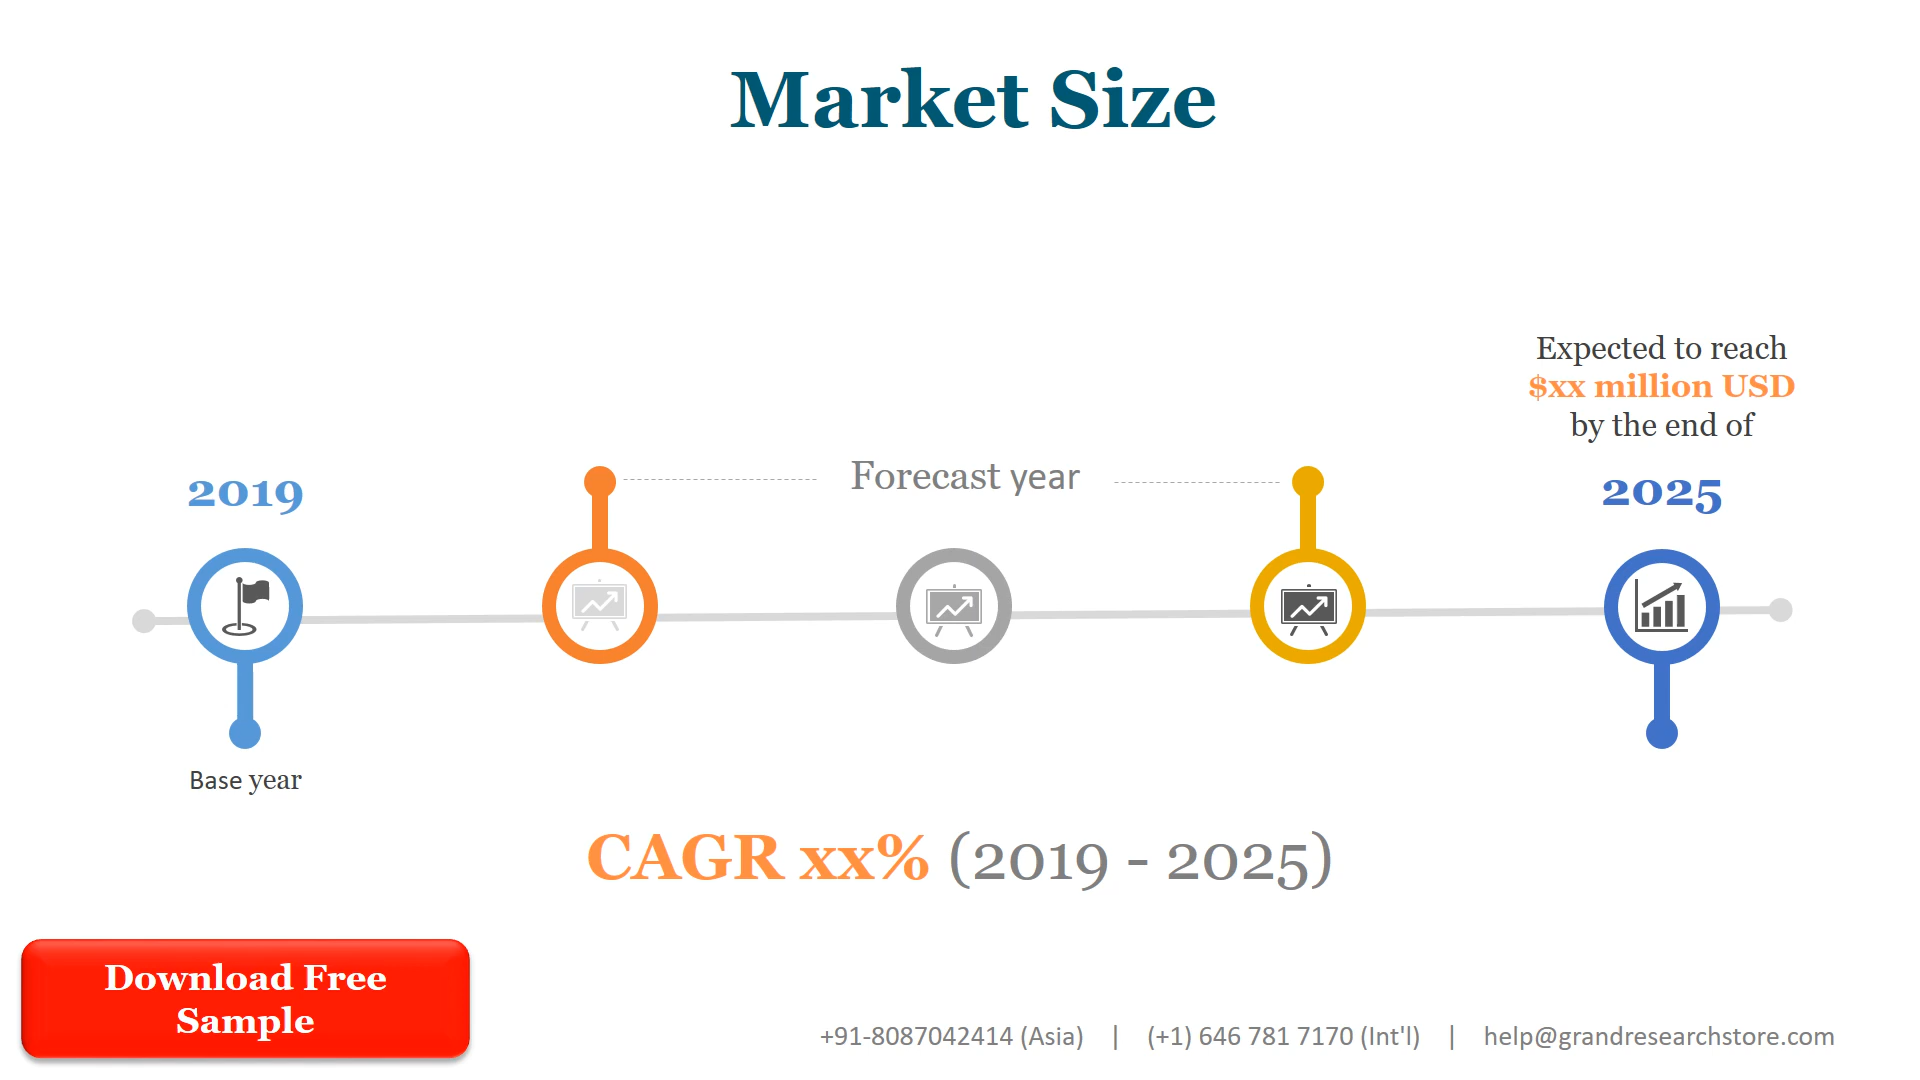 Market Size
Expected to reach
$xx million USD
by the end of
2025
2019
Forecast year
Base year
CAGR xx% (2019 - 2025)
Download Free
Sample
+91-8087042414 (Asia) | (+1) 646 781 7170 (Int'l) | help@grandresearchstore.com